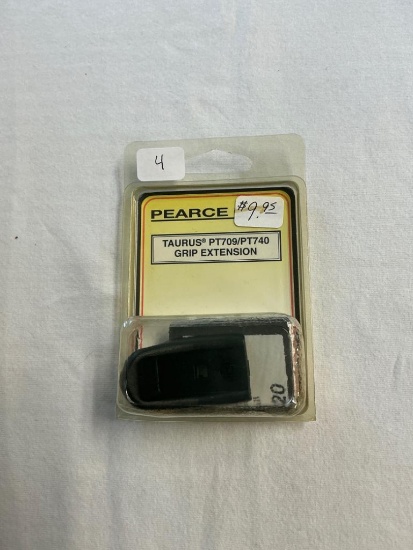 4
PEARCE
$9.95
TAURUS® PT709/PT740
GRIP EXTENSION
20